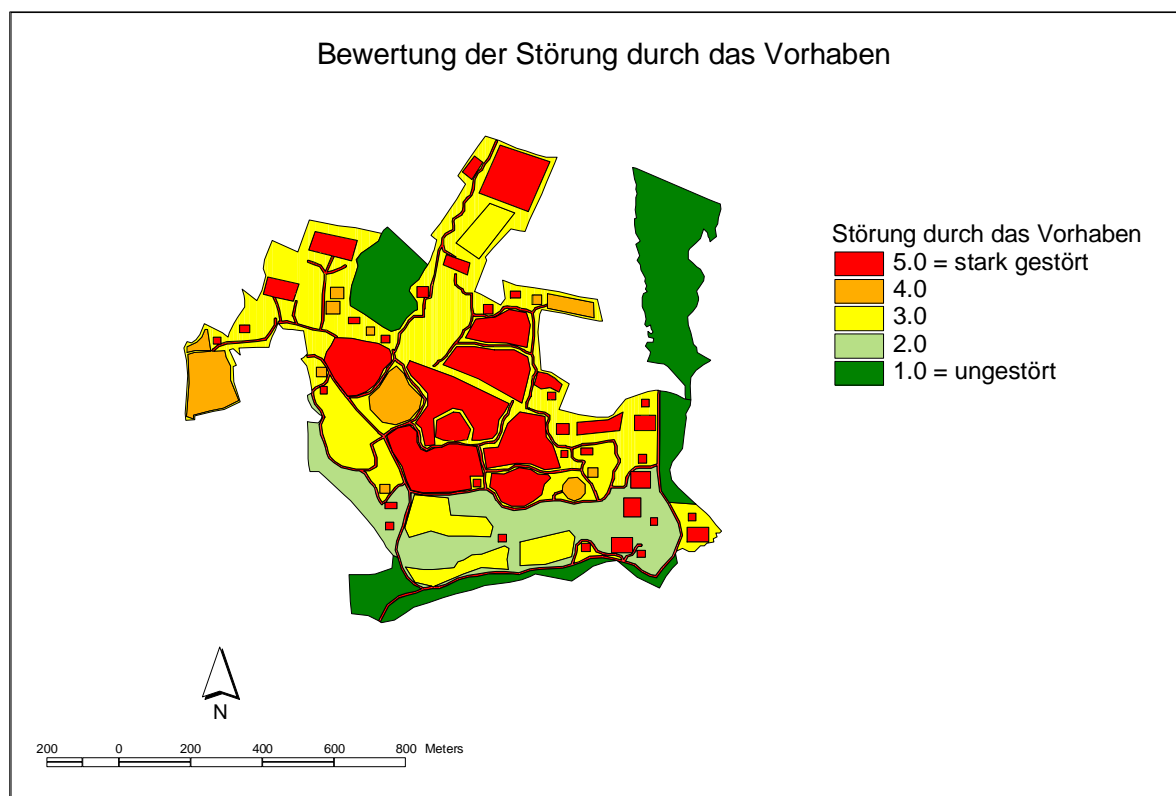 Bewertung der Störung durch das Vorhaben
Störung durch das Vorhaben
5.0 = stark gestört
4.0
3.0
2.0
1.0 = ungestört
N
200 0 200 400 600 800 Meters